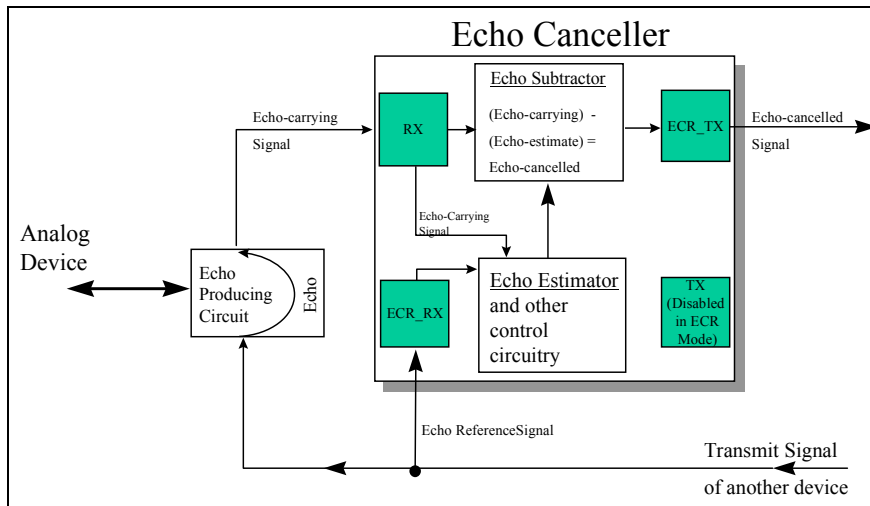 Echo Canceller
Echo Subtractor
(Echo-carrying) -
(Echo-estimate) =
Echo-cancelled
Echo-carrying
Signal
RX
ECR_TX
Echo-cancelled
Signal
Echo-Carrying
Signal
Analog
Device
Echo
Producing
Circuit
Echo
ECR_RX
Echo Estimator
and other
control
circuitry
TX
(Disabled
in ECR
Mode)
Echo ReferenceSignal
Transmit Signal
of another device